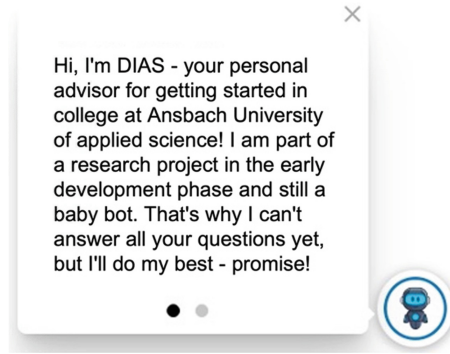 Hi, I'm DIAS - your personal
advisor for getting started in
college at Ansbach University
of applied science! I am part of
a research project in the early
development phase and still a
baby bot. That's why I can't
answer all your questions yet,
but I'll do my best - promise!